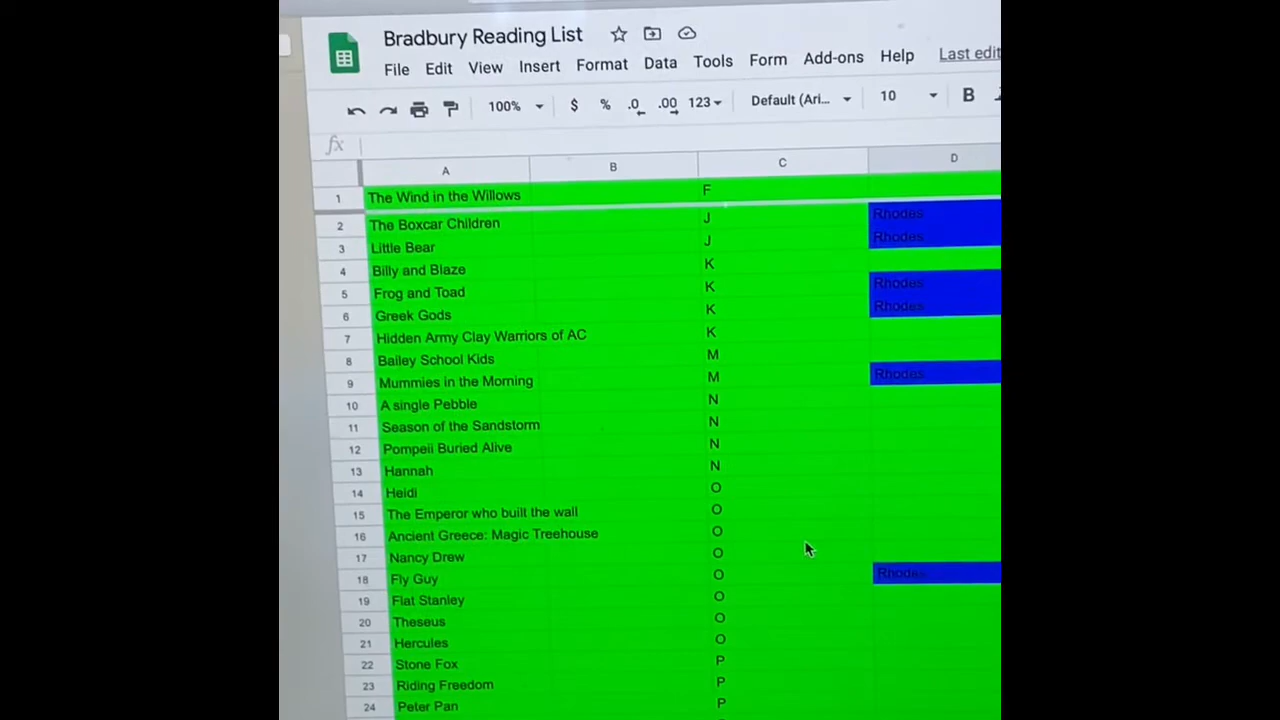 Bradbury Reading List
File Edit View Insert Format Data Tools Form Add-ons Help Last edit
100% $ % .0 .00 123 Default (Ari... 10 B
fx
A B C D
1 The Wind in the Willows F
2 The Boxcar Children J Rhodes
3 Little Bear J Rhodes
4 Billy and Blaze K
5 Frog and Toad K Rhodes
6 Greek Gods K Rhodes
7 Hidden Army Clay Warriors of AC K
8 Bailey School Kids M
9 Mummies in the Morning M Rhodes
10 A single Pebble N
11 Season of the Sandstorm N
12 Pompeii Buried Alive N
13 Hannah N
14 Heidi O
15 The Emperor who built the wall O
16 Ancient Greece: Magic Treehouse O
17 Nancy Drew O
18 Fly Guy O Rhodes
19 Flat Stanley O
20 Theseus O
21 Hercules O
22 Stone Fox P
23 Riding Freedom P
24 Peter Pan P